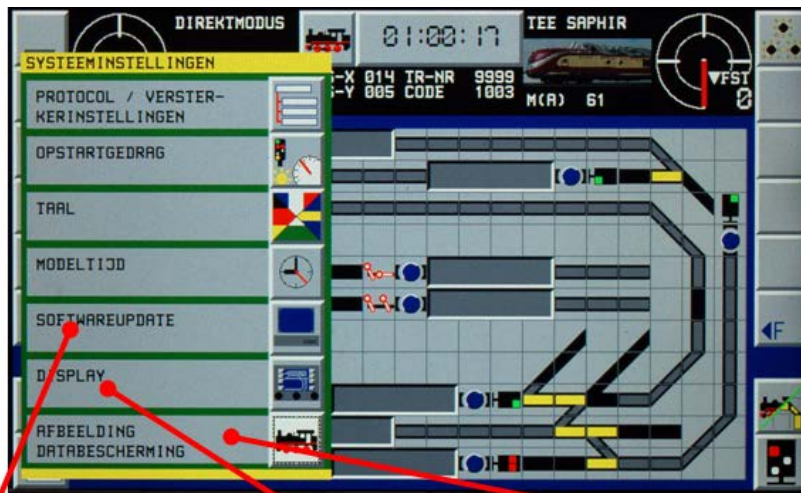 DIREKTMODUS
01:00:17
TEE SAPHIR
SYSTEEMINSTELLINGEN
-X 014 TR-NR 9999
-Y 005 CODE 1003
M(A) 61
FST
0
PROTOCOL / VERSTER-
KERINSTELLINGEN
OPSTARTGEDRAG
TAAL
MODELTIJD
SOFTWAREUPDATE
DISPLAY
AFBEELDING
DATABESCHERMING
F